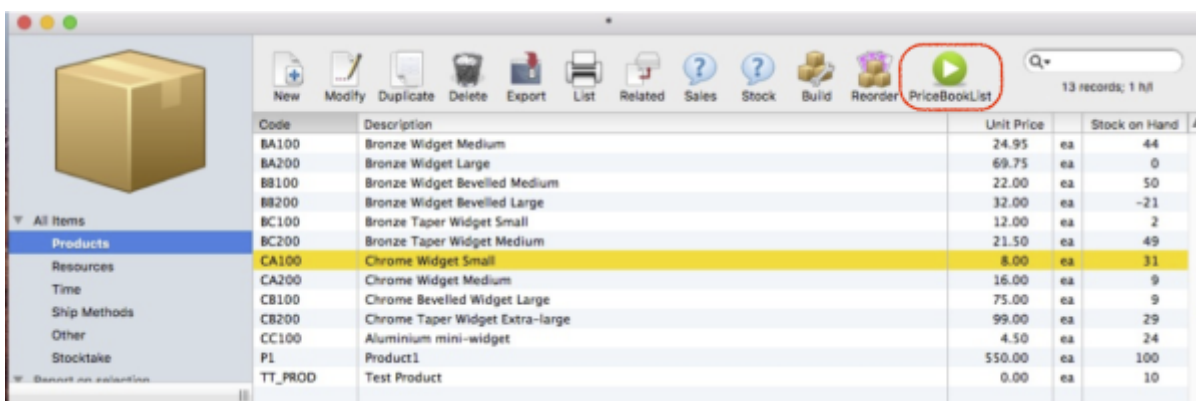 New Modify Duplicate Delete Export List Related Sales Stock Build Reorder PriceBookList
13 records; 1 h/l
Code Description Unit Price Stock on Hand
BA100 Bronze Widget Medium 24.95 ea 44
BA200 Bronze Widget Large 69.75 ea 0
BB100 Bronze Widget Bevelled Medium 22.00 ea 50
BB200 Bronze Widget Bevelled Large 32.00 ea -21
BC100 Bronze Taper Widget Small 12.00 ea 2
BC200 Bronze Taper Widget Medium 21.50 ea 49
CA100 Chrome Widget Small 8.00 ea 31
CA200 Chrome Widget Medium 16.00 ea 9
CB100 Chrome Bevelled Widget Large 75.00 ea 9
CB200 Chrome Taper Widget Extra-large 99.00 ea 29
CC100 Aluminium mini-widget 4.50 ea 24
P1 Product1 550.00 ea 100
TT_PROD Test Product 0.00 ea 10
All Items
Products
Resources
Time
Ship Methods
Other
Stocktake
Report on selection